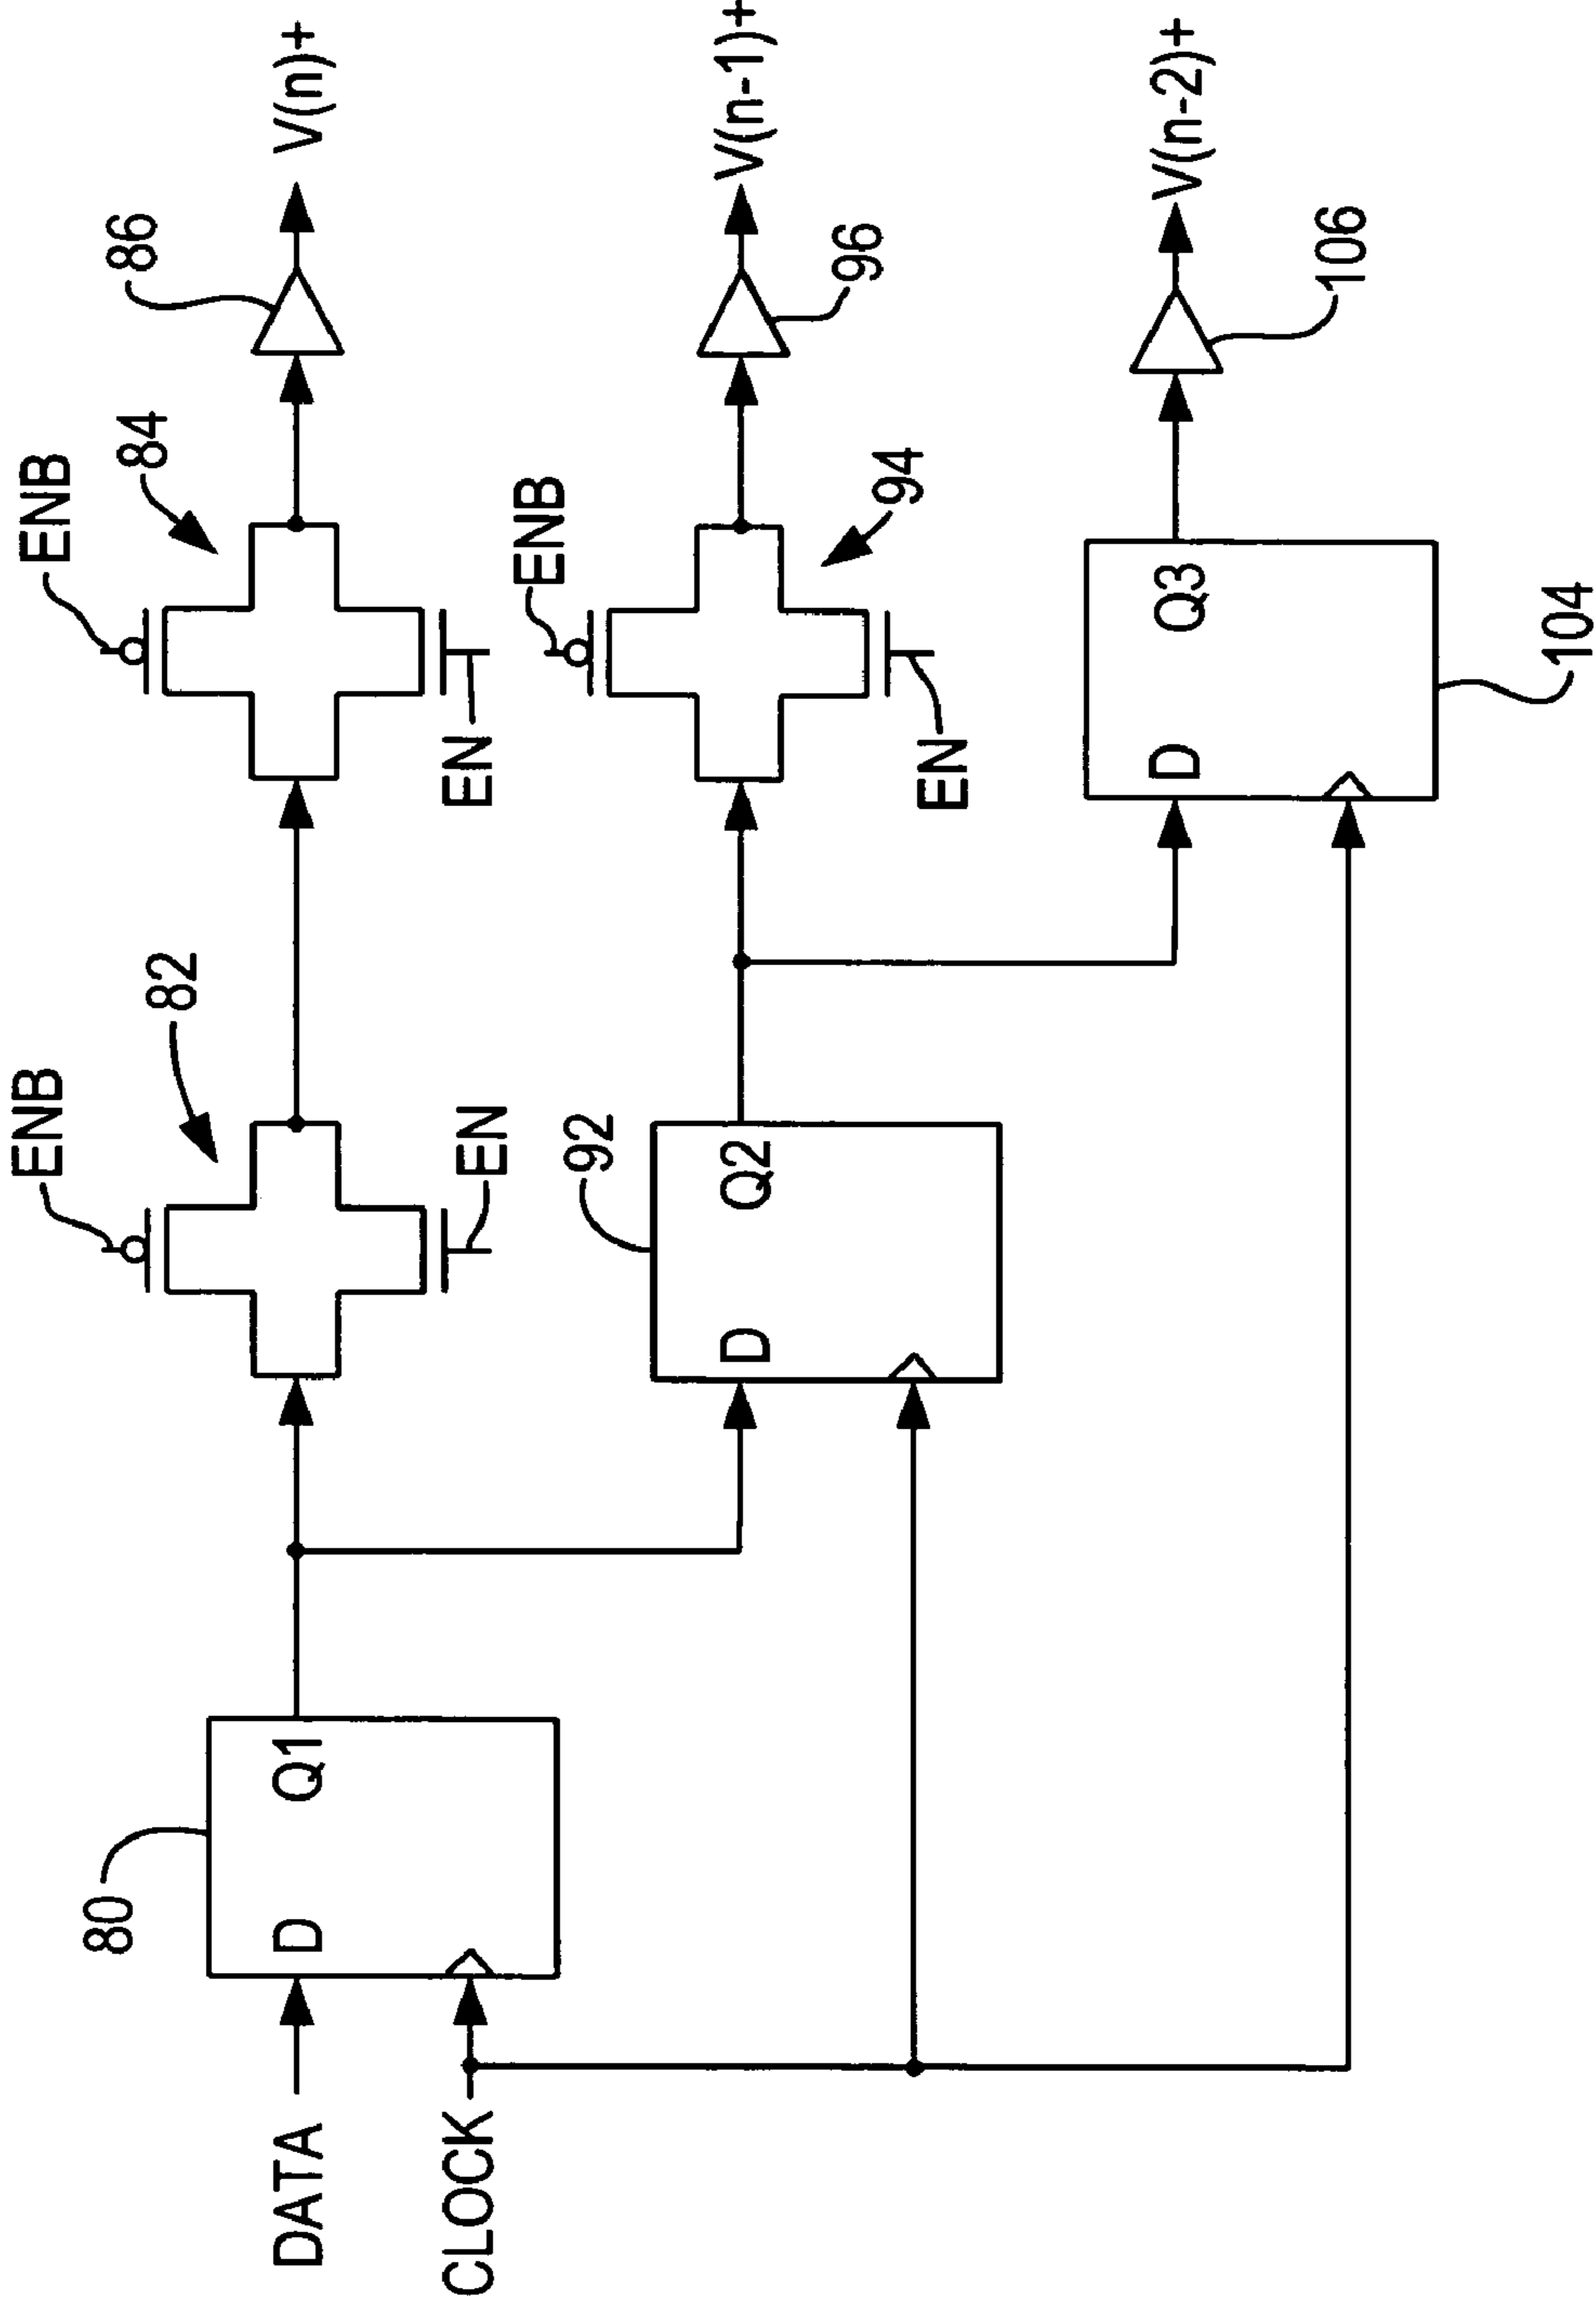 ENB
ENB
86
V(n)+
82
84
80
D
Q1
DATA
EN
EN
CLOCK
ENB
92
D
Q2
96
V(n-1)+
94
EN
D
Q3
V(n-2)+
106
104